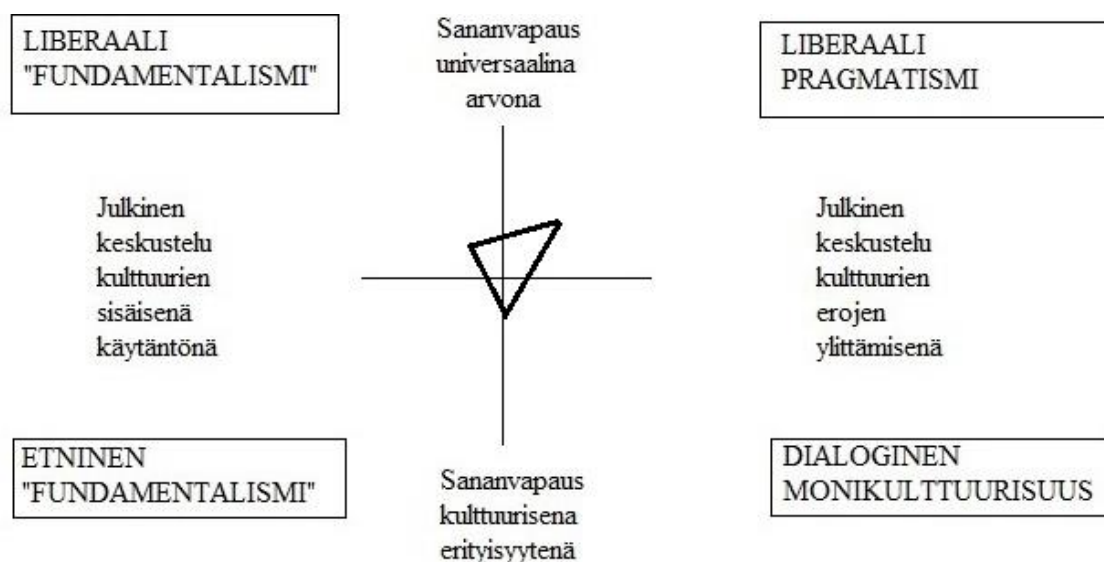 LIBERAALI
"FUNDAMENTALISMI"
Sananvapaus
universaalina
arvona
LIBERAALI
PRAGMATISMI
Julkinen
keskustelu
kulttuurien
sisäisenä
käytäntönä
Julkinen
keskustelu
kulttuurien
erojen
ylittämisenä
ETNINEN
"FUNDAMENTALISMI"
Sananvapaus
kulttuurisena
erityisyytenä
DIALOGINEN
MONIKULTTUURISUUS